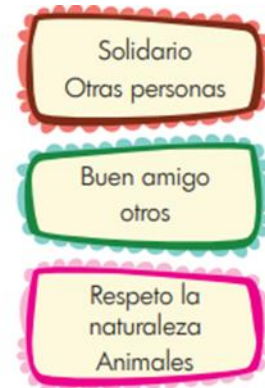 Solidario
Otras personas
Buen amigo
otros
Respeto la
naturaleza
Animales